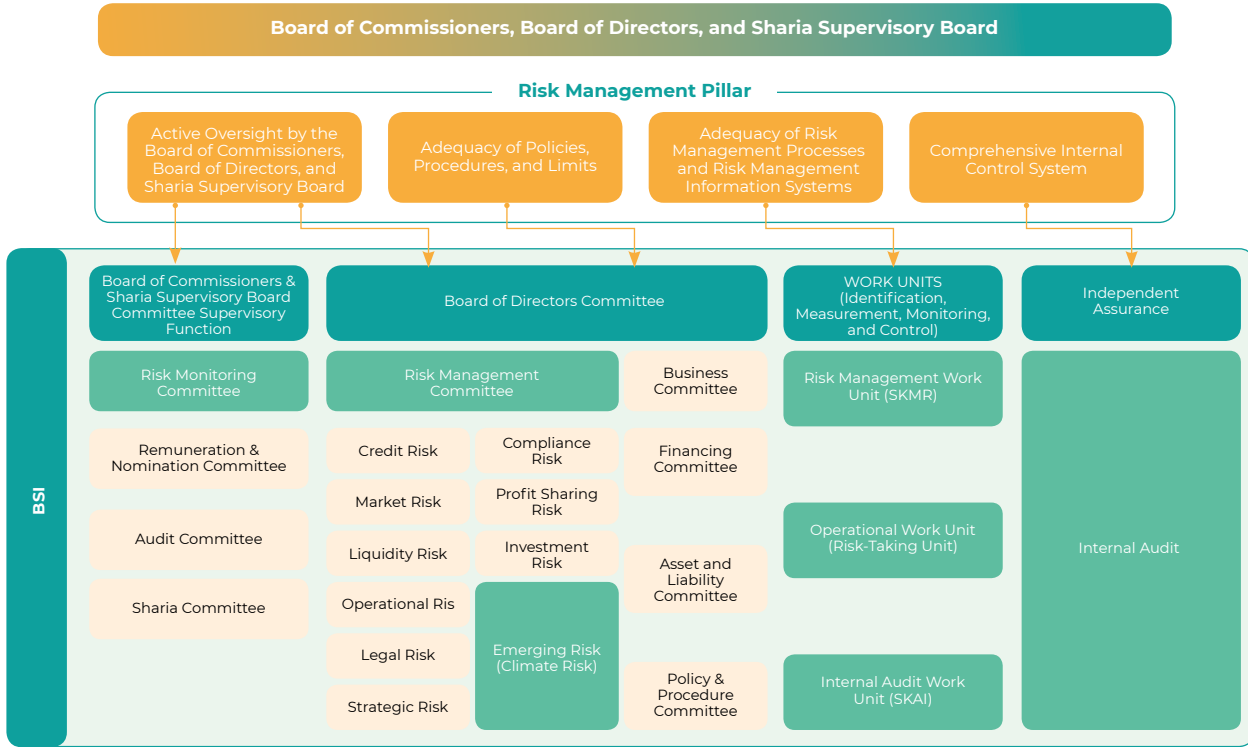 Board of Commissioners, Board of Directors, and Sharia Supervisory Board
Risk Management Pillar
Active Oversight by the
Board of Commissioners,
Board of Directors, and
Sharia Supervisory Board
Adequacy of Policies,
Procedures, and Limits
Adequacy of Risk
Management Processes
and Risk Management
Information Systems
Comprehensive Internal
Control System
BSI
Board of Commissioners &
Sharia Supervisory Board
Committee Supervisory
Function
Risk Monitoring
Committee
Remuneration &
Nomination Committee
Audit Committee
Sharia Committee
Board of Directors Committee
Risk Management
Committee
Credit Risk
Market Risk
Liquidity Risk
Operational Ris
Legal Risk
Strategic Risk
Compliance
Risk
Profit Sharing
Risk
Investment
Risk
Emerging Risk
(Climate Risk)
Business
Committee
Financing
Committee
Asset and
Liability
Committee
Policy &
Procedure
Committee
WORK UNITS
(Identification,
Measurement, Monitoring,
and Control)
Risk Management Work
Unit (SKMR)
Operational Work Unit
(Risk-Taking Unit)
Internal Audit Work
Unit (SKAI)
Independent
Assurance
Internal Audit